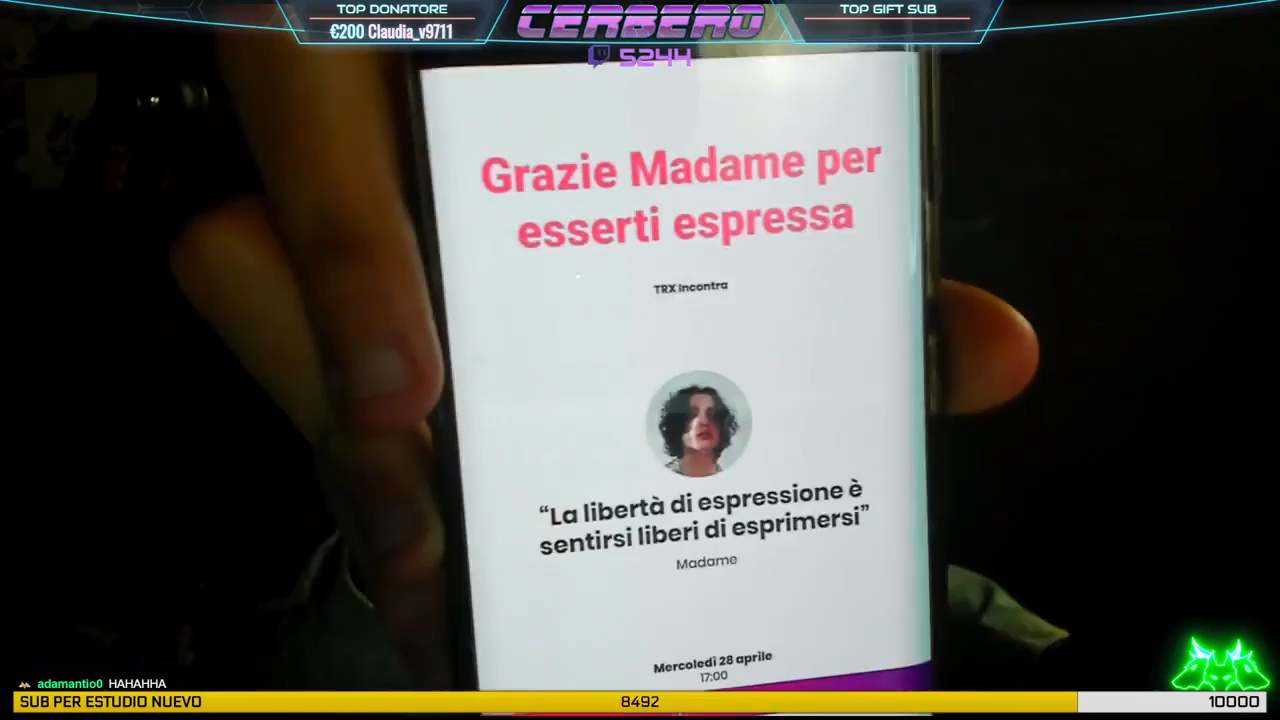 TOP DONATORE
€200 Claudia_v9711
CERBERO
5244
TOP GIFT SUB
Grazie Madame per
esserti espressa
TRX Incontra
“La libertà di espressione è
sentirsi liberi di esprimersi”
Madame
Mercoledì 28 aprile
17:00
adamantio0 HAHAHHA
SUB PER ESTUDIO NUEVO
8492
10000